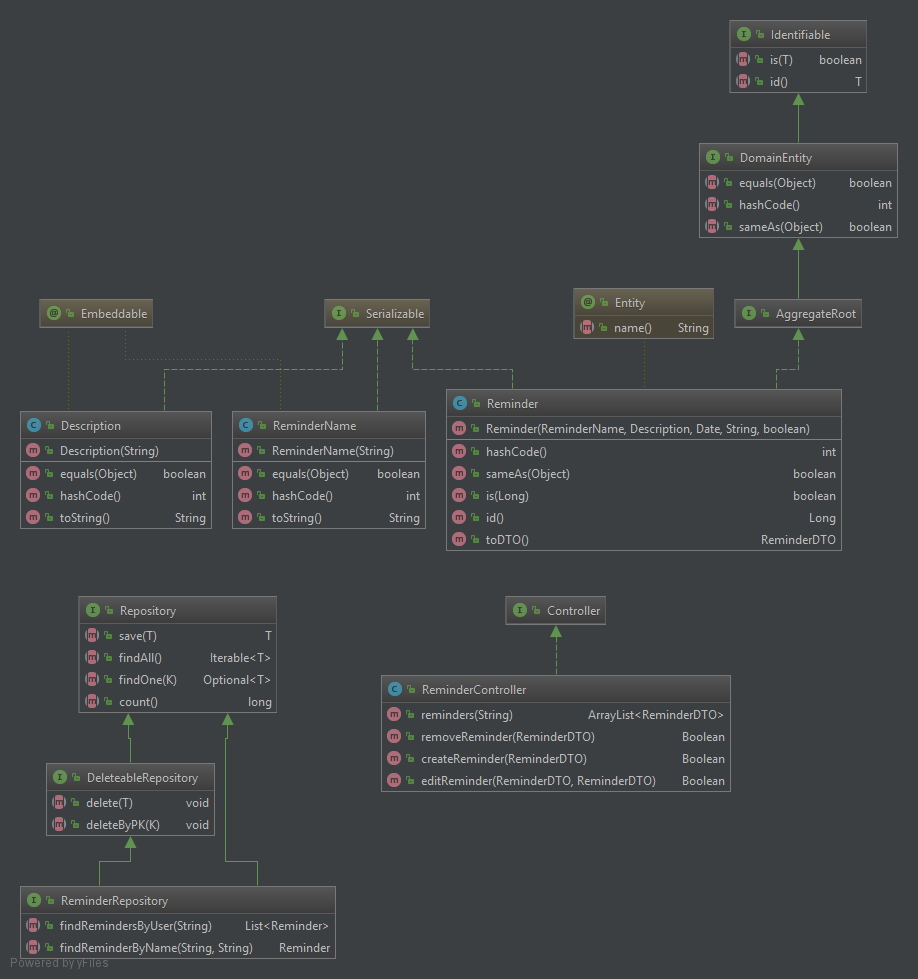 Identifiable
is(T) boolean
id() T
DomainEntity
equals(Object) boolean
hashCode() int
sameAs(Object) boolean
Embeddable
Serializable
Entity
name() String
AggregateRoot
Description
Description(String)
equals(Object) boolean
hashCode() int
toString() String
ReminderName
ReminderName(String)
equals(Object) boolean
hashCode() int
toString() String
Reminder
Reminder(ReminderName, Description, Date, String, boolean)
hashCode() int
sameAs(Object) boolean
is(Long) boolean
id() Long
toDTO() ReminderDTO
Repository
save(T) T
findAll() Iterable<T>
findOne(K) Optional<T>
count() long
Controller
ReminderController
reminders(String) ArrayList<ReminderDTO>
removeReminder(ReminderDTO) Boolean
createReminder(ReminderDTO) Boolean
editReminder(ReminderDTO, ReminderDTO) Boolean
DeleteableRepository
delete(T) void
deleteByPK(K) void
ReminderRepository
findRemindersByUser(String) List<Reminder>
findReminderByName(String, String) Reminder
Powered by yFiles